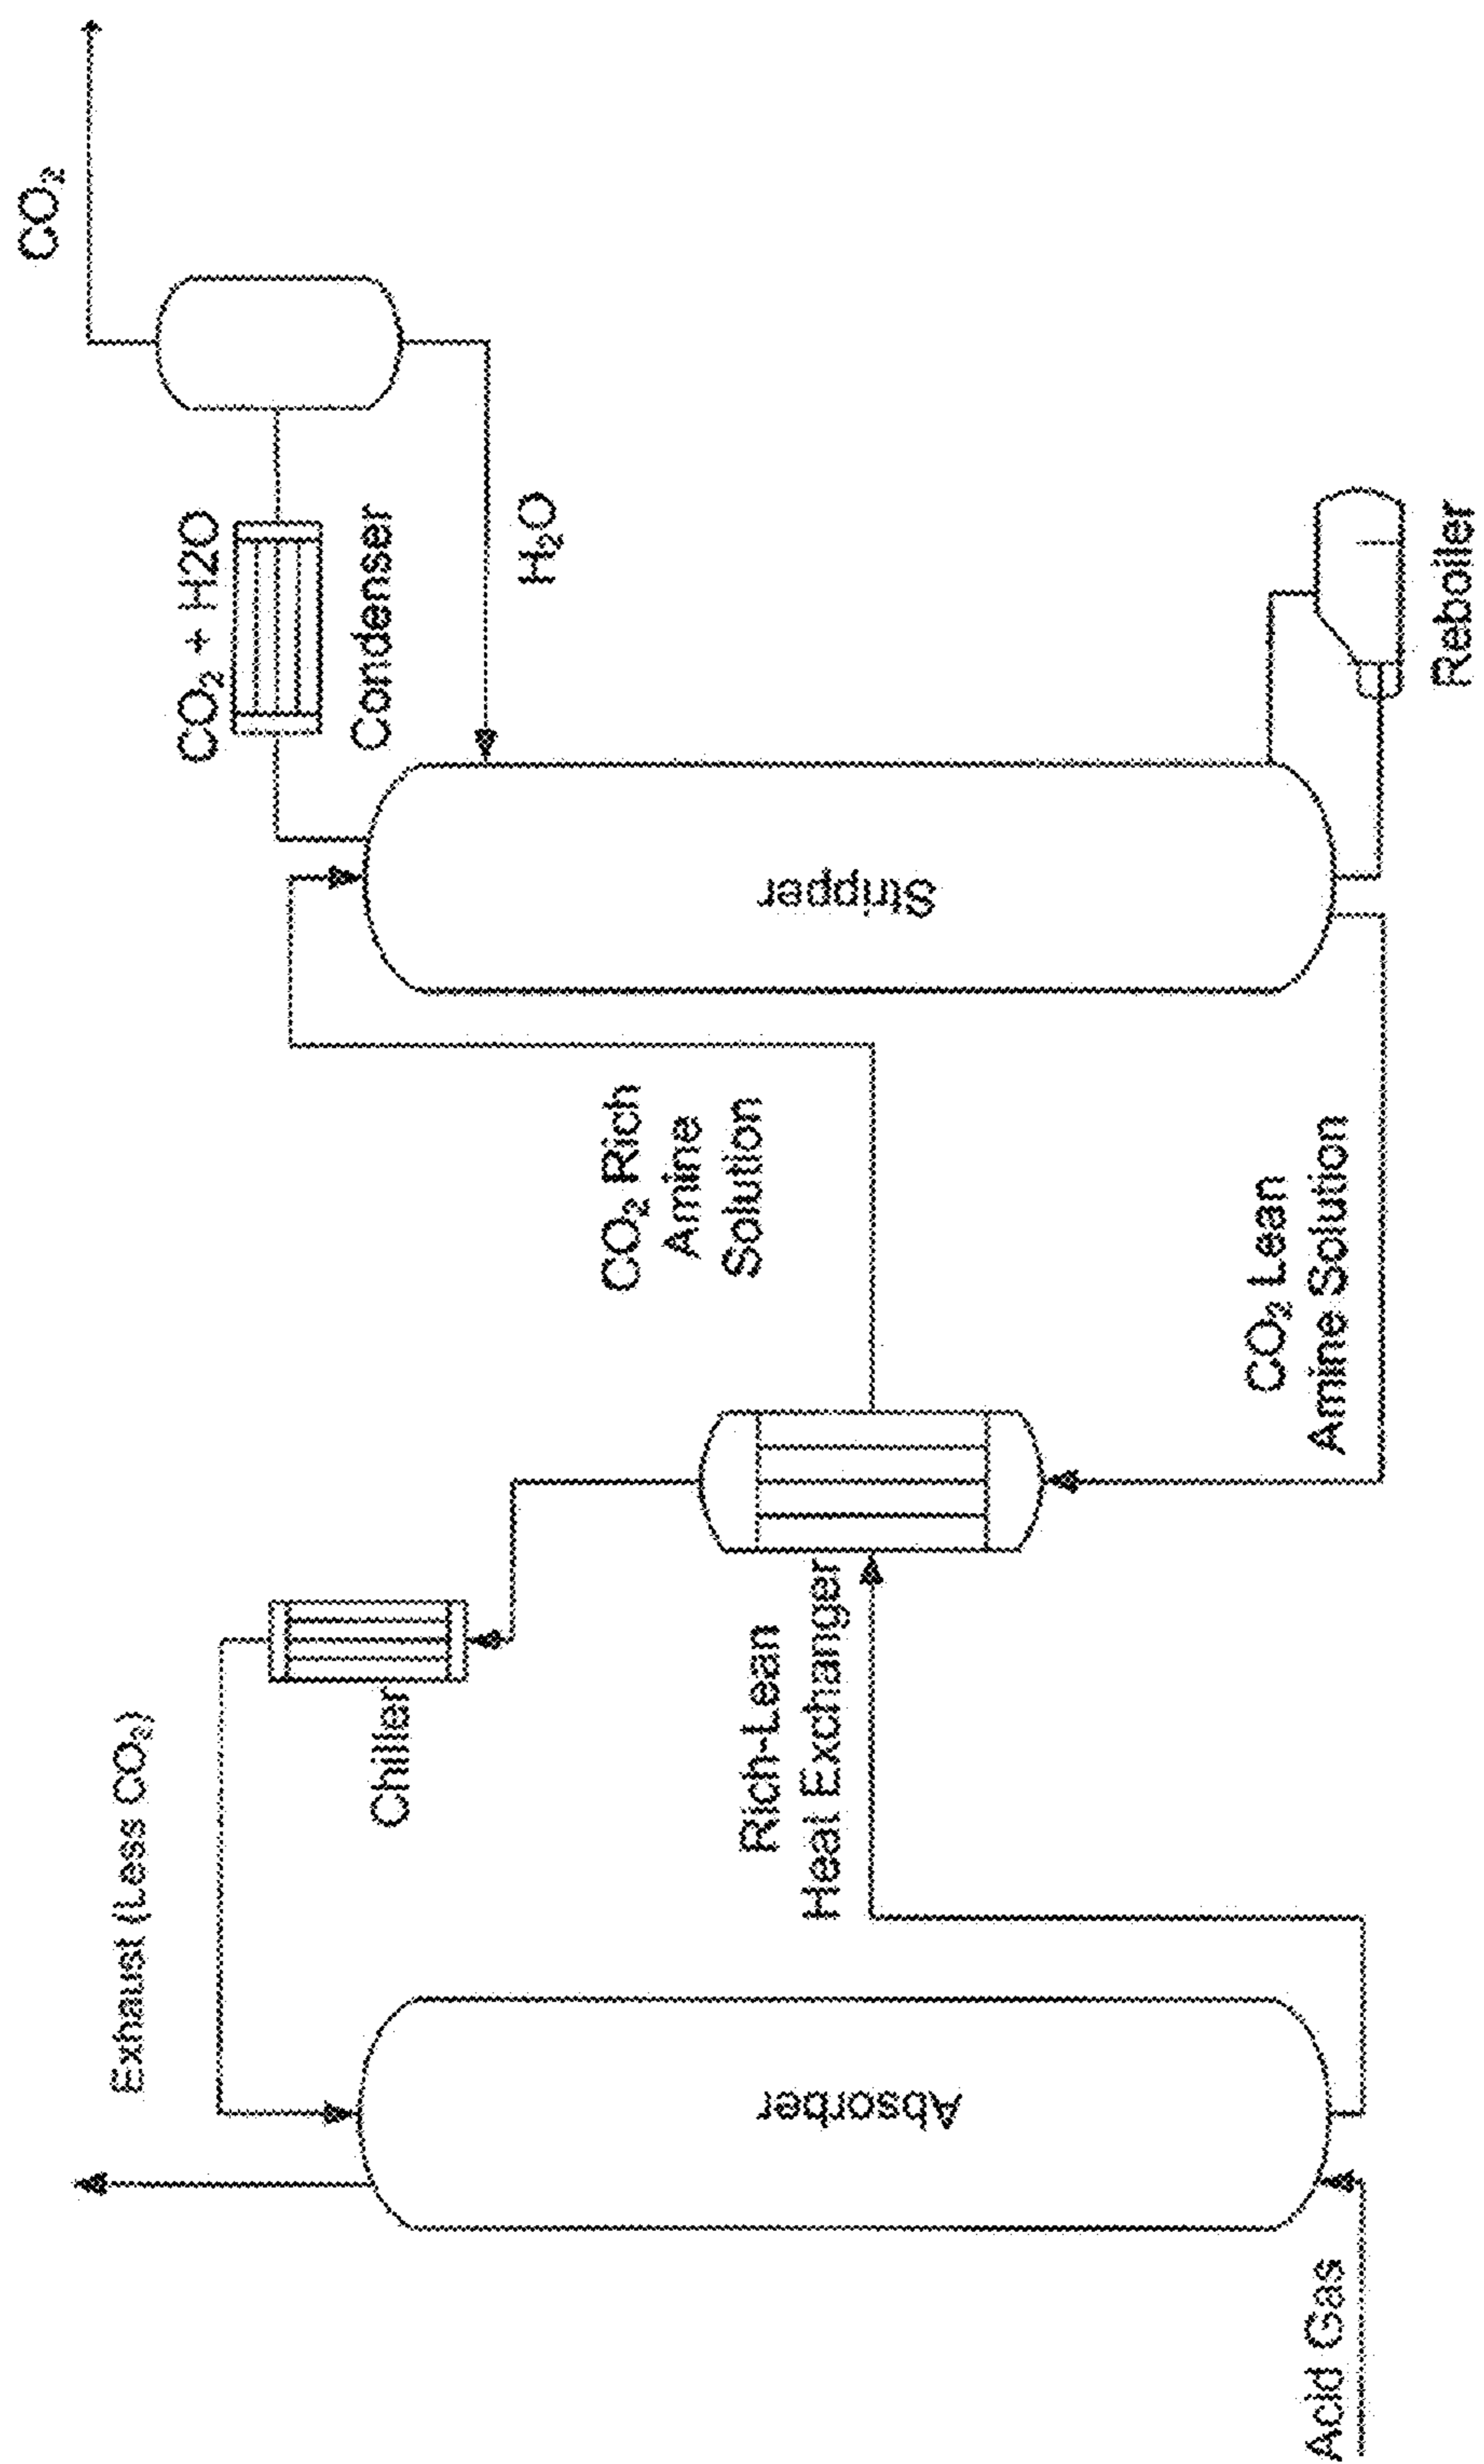 Acid Gas
Absorber
Exhaust (Less CO₂)
Chiller
Rich-Lean
Heat Exchanger
CO₂ Rich
Amine
Solution
CO₂ Lean
Amine Solution
Stripper
CO₂ + H2O
Condenser
H₂O
Reboiler
CO₂